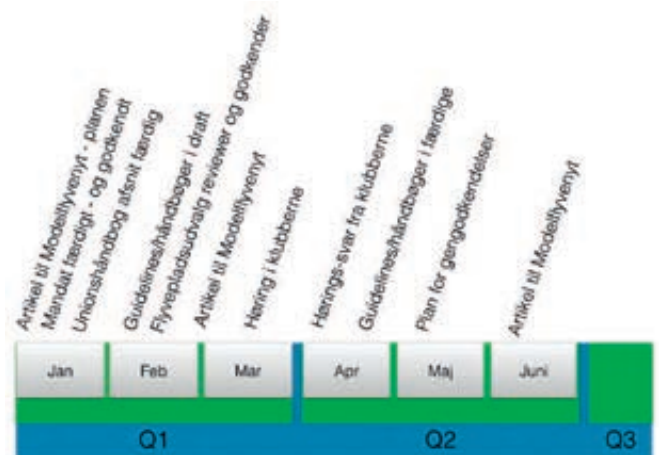 Artikel til Modelflyvenyt - planen
Mandat færdigt - og godkendt
Unionshåndbog afsnit færdig
Guidelines/håndbøger i draft
Flyvepladsudvalg reviewer og godkender
Artikel til Modelflyvenyt
Høring i klubberne
Hørings-svar fra klubberne
Guidelines/håndbøger i færdige
Plan for gengodkendelser
Artikel til Modelflyvenyt
Jan
Feb
Mar
Apr
Maj
Juni
Q1
Q2
Q3